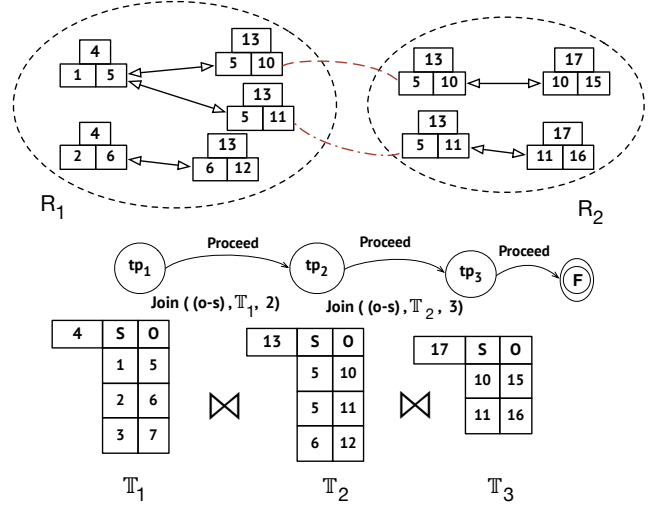 4
1 5
13
5 10
13
5 11
4
2 6
13
6 12
R1
13
5 10
17
10 15
13
5 11
17
11 16
R2
tp1 Proceed tp2 Proceed tp3 Proceed F
Join ( (o-s) , 𝕋1, 2) Join ( (o-s) , 𝕋2, 3)
4 S O
1 5
2 6
3 7
𝕋1
⋈
13 S O
5 10
5 11
6 12
𝕋2
⋈
17 S O
10 15
11 16
𝕋3